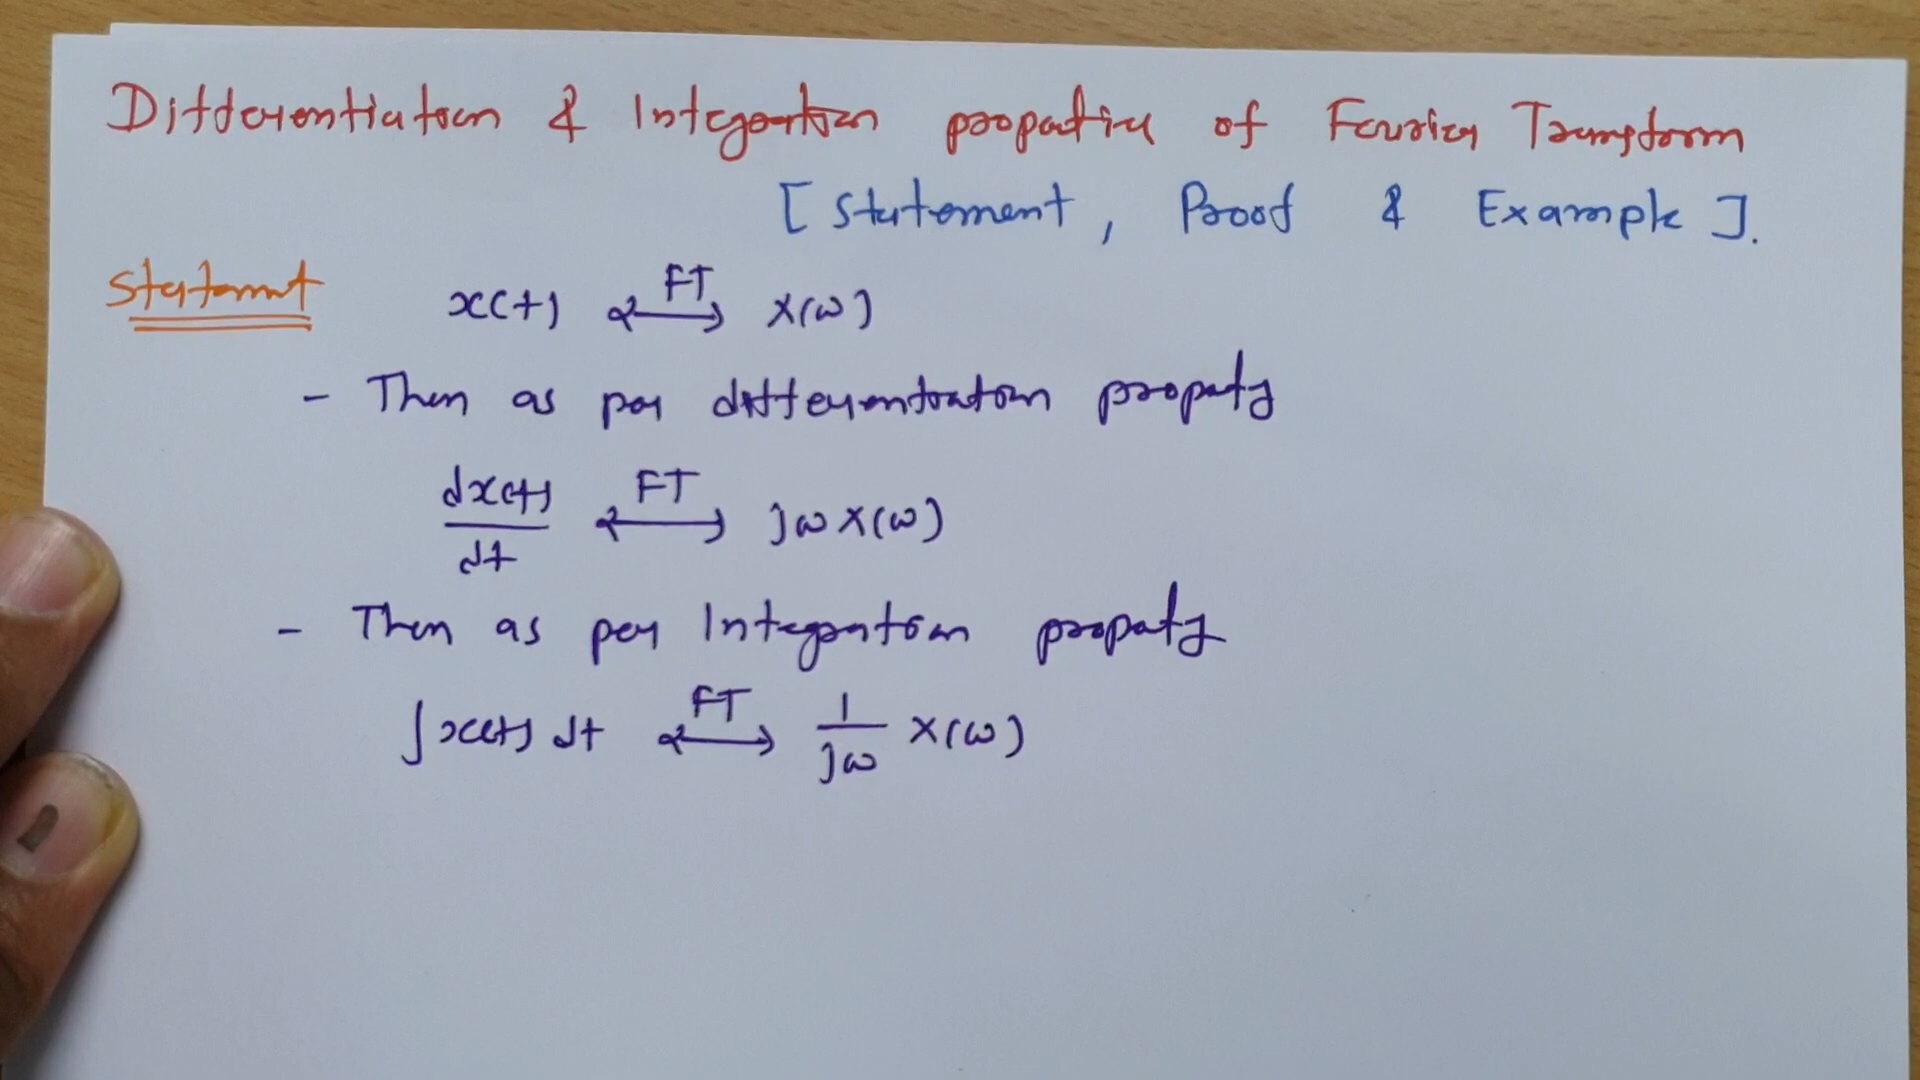 Differentiation & Integration properties of Fourier Transform
[Statement, Proof & Example].
Statement x(t) FT ⟷ X(ω)
- Then as per differentiation property
dx(t)/dt FT ⟷ jωX(ω)
- Then as per Integration property
∫x(t) dt FT ⟷ 1/jω X(ω)